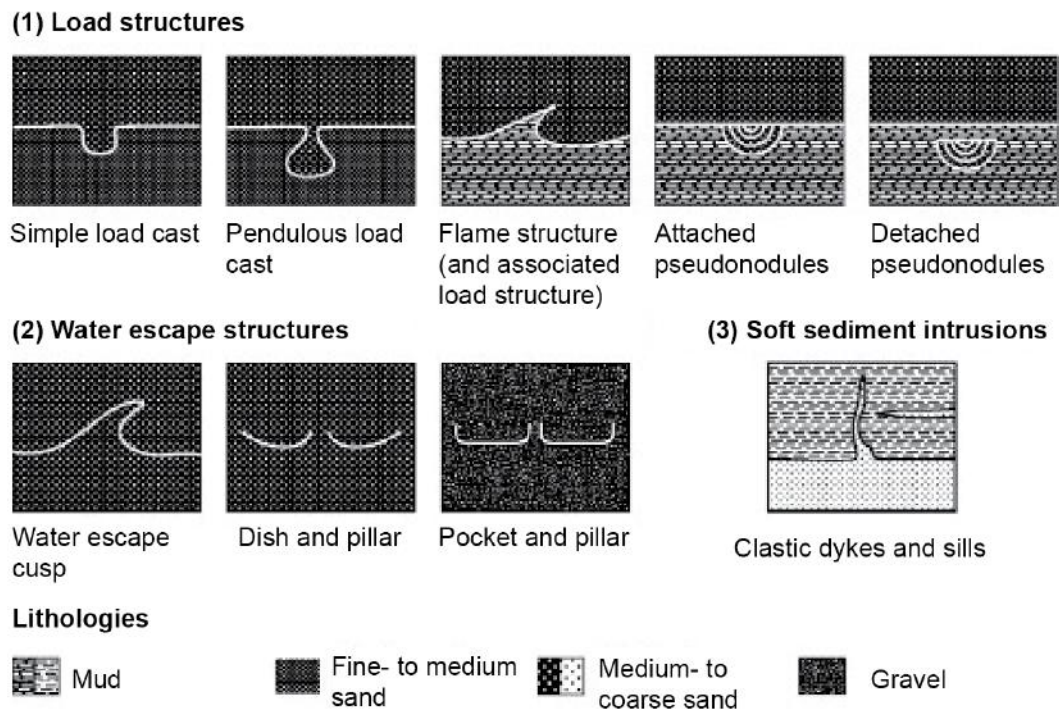 (1) Load structures
Simple load cast
Pendulous load
cast
Flame structure
(and associated
load structure)
Attached
pseudonodules
Detached
pseudonodules
(2) Water escape structures
(3) Soft sediment intrusions
Water escape
cusp
Dish and pillar
Pocket and pillar
Clastic dykes and sills
Lithologies
Mud
Fine- to medium
sand
Medium- to
coarse sand
Gravel